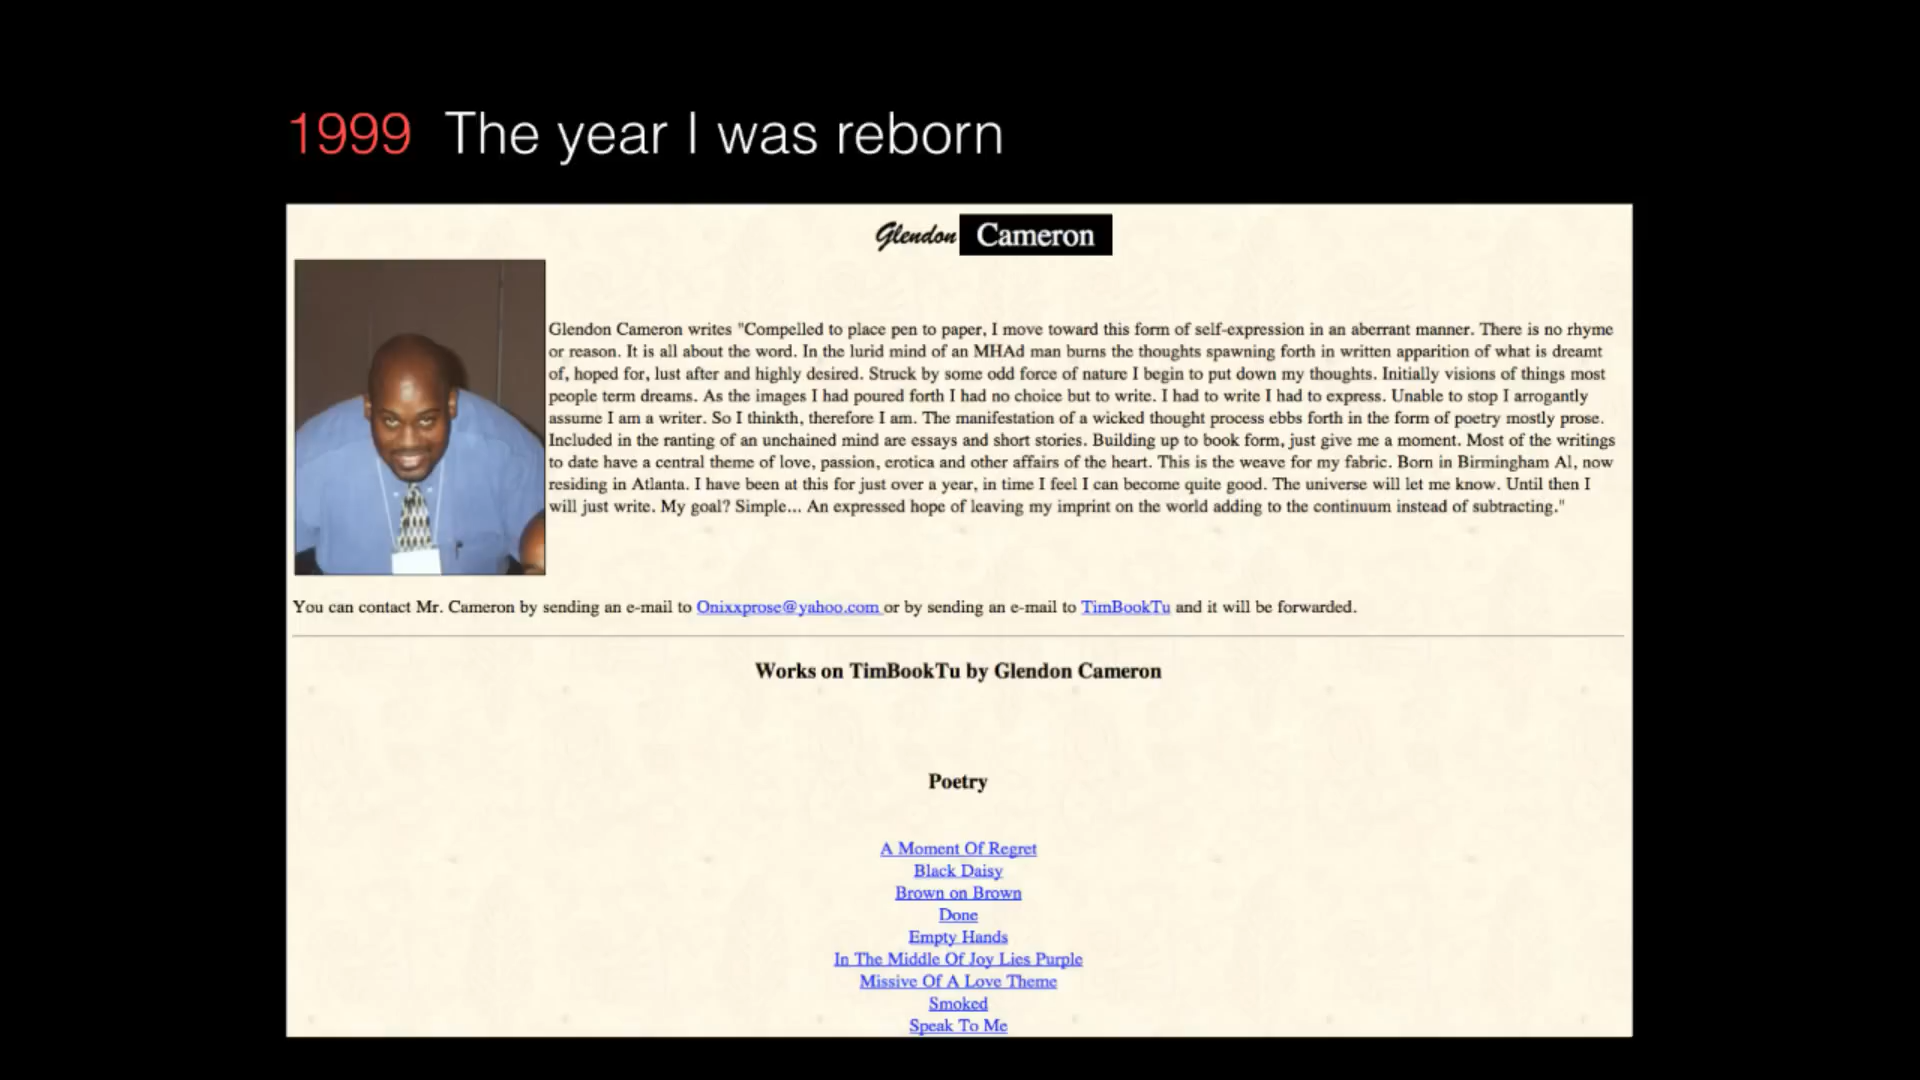 1999 The year I was reborn
Glendon Cameron
Glendon Cameron writes "Compelled to place pen to paper, I move toward this form of self-expression in an aberrant manner. There is no rhyme
or reason. It is all about the word. In the lurid mind of an MHAd man burns the thoughts spawning forth in written apparition of what is dreamt
of, hoped for, lust after and highly desired. Struck by some odd force of nature I begin to put down my thoughts. Initially visions of things most
people term dreams. As the images I had poured forth I had no choice but to write. I had to write I had to express. Unable to stop I arrogantly
assume I am a writer. So I thinkth, therefore I am. The manifestation of a wicked thought process ebbs forth in the form of poetry mostly prose.
Included in the ranting of an unchained mind are essays and short stories. Building up to book form, just give me a moment. Most of the writings
to date have a central theme of love, passion, erotica and other affairs of the heart. This is the weave for my fabric. Born in Birmingham Al, now
residing in Atlanta. I have been at this for just over a year, in time I feel I can become quite good. The universe will let me know. Until then I
will just write. My goal? Simple... An expressed hope of leaving my imprint on the world adding to the continuum instead of subtracting."
You can contact Mr. Cameron by sending an e-mail to Onixxprose@yahoo.com or by sending an e-mail to TimBookTu and it will be forwarded.
Works on TimBookTu by Glendon Cameron
Poetry
A Moment Of Regret
Black Daisy
Brown on Brown
Done
Empty Hands
In The Middle Of Joy Lies Purple
Missive Of A Love Theme
Smoked
Speak To Me